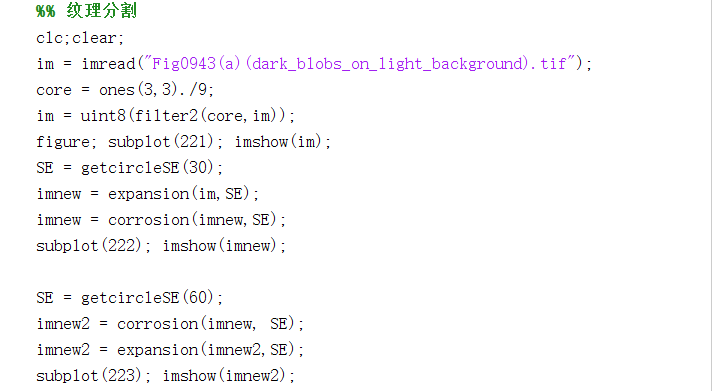 %% 纹理分割
clc;clear;
im = imread("Fig0943(a)(dark_blobs_on_light_background).tif");
core = ones(3,3)./9;
im = uint8(filter2(core,im));
figure; subplot(221); imshow(im);
SE = getcircleSE(30);
imnew = expansion(im,SE);
imnew = corrosion(imnew,SE);
subplot(222); imshow(imnew);
SE = getcircleSE(60);
imnew2 = corrosion(imnew, SE);
imnew2 = expansion(imnew2,SE);
subplot(223); imshow(imnew2);